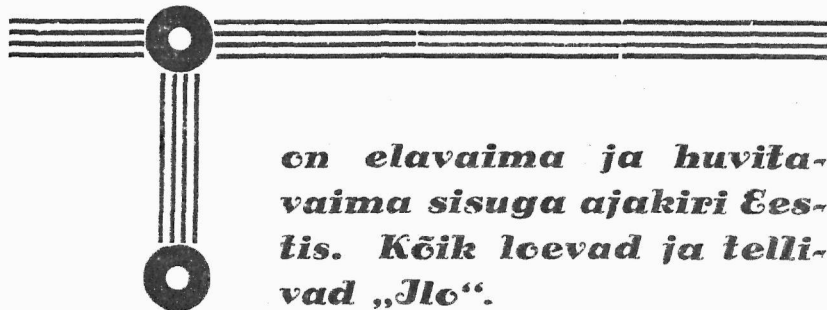 on elavaima ja huvita-
vaima sisuga ajakiri Ees-
tis. Kõik loevad ja telli-
vad „Ilo“.